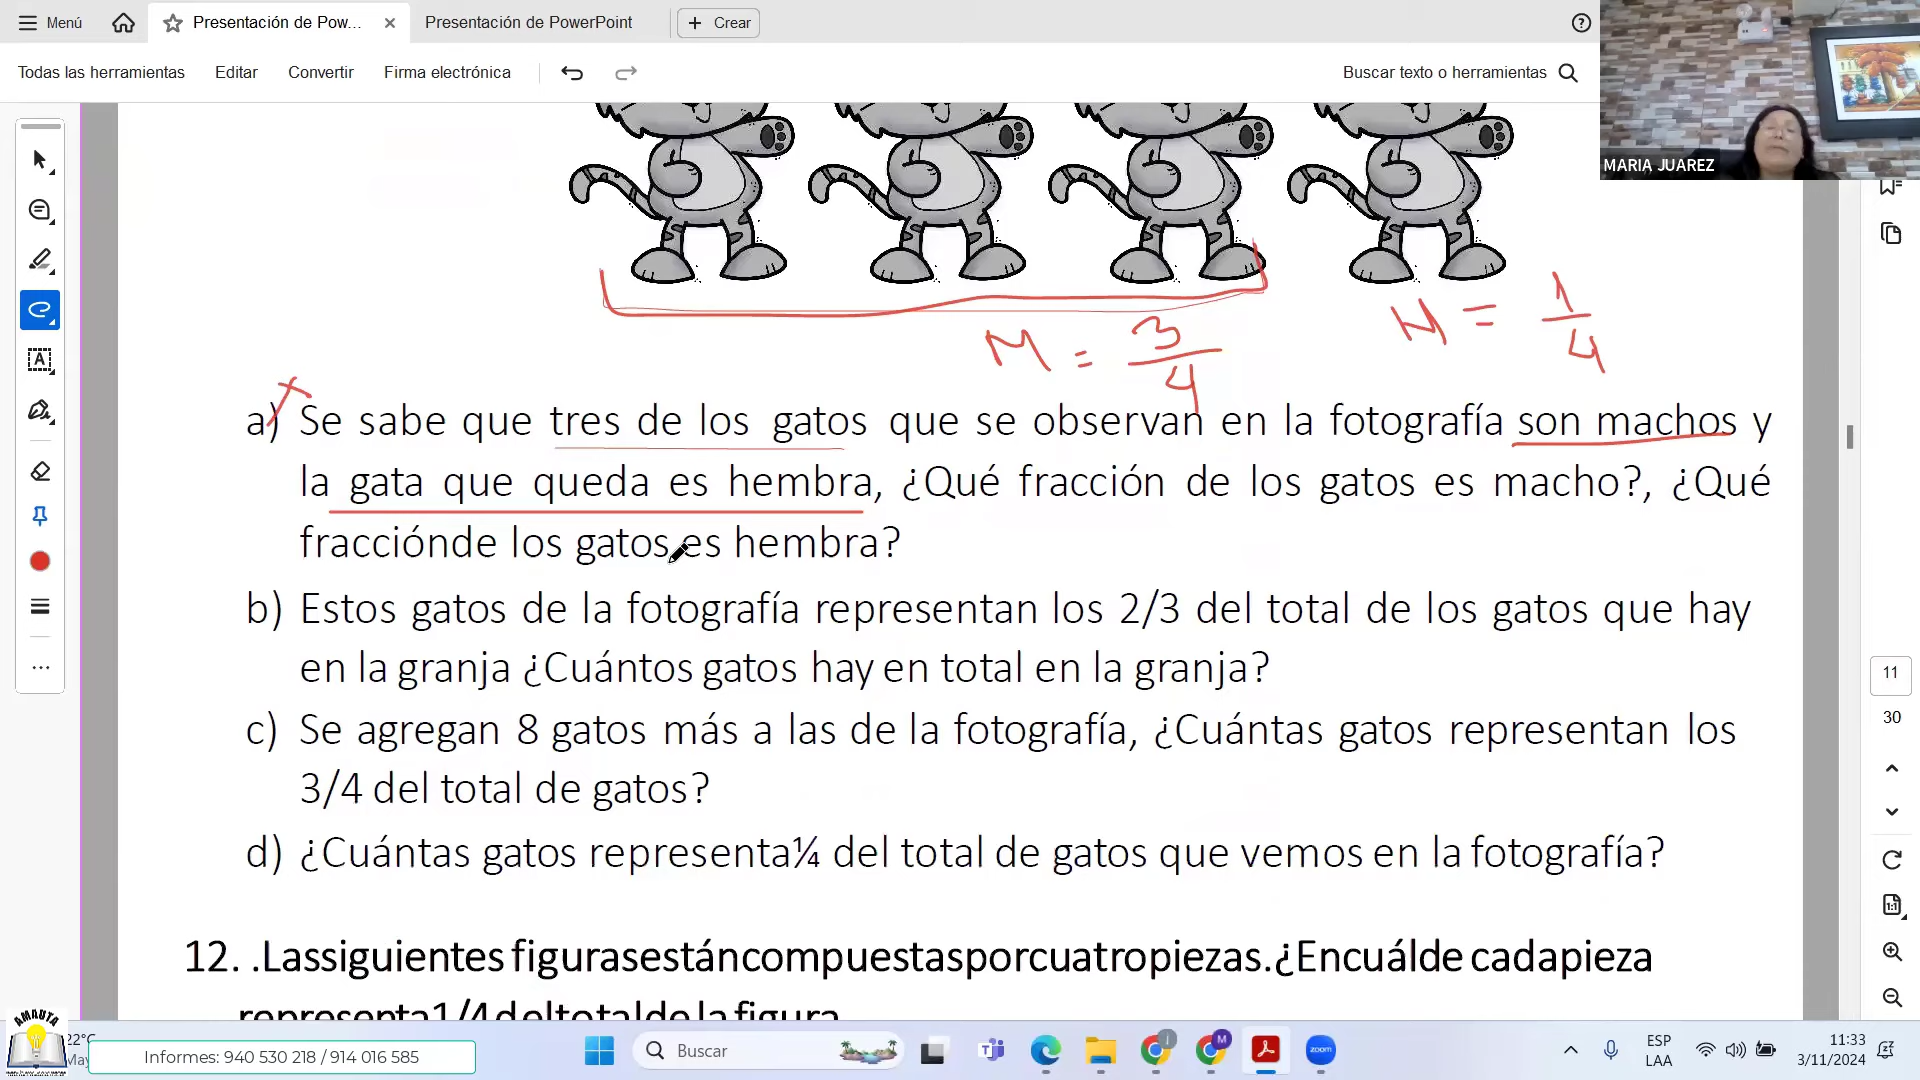 Menú
Presentación de Pow...
Presentación de PowerPoint
Crear
Todas las herramientas
Editar
Convertir
Firma electrónica
Buscar texto o herramientas
MARIA JUAREZ
M = 3/4
H = 1/4
a) Se sabe que tres de los gatos que se observan en la fotografía son machos y
la gata que queda es hembra, ¿Qué fracción de los gatos es macho?, ¿Qué
fracciónde los gatos es hembra?
b) Estos gatos de la fotografía representan los 2/3 del total de los gatos que hay
en la granja ¿Cuántos gatos hay en total en la granja?
c) Se agregan 8 gatos más a las de la fotografía, ¿Cuántas gatos representan los
3/4 del total de gatos?
d) ¿Cuántas gatos representa¼ del total de gatos que vemos en la fotografía?
12. .Lassiguientes figurasestáncompuestasporcuatropiezas.¿Encuálde cadapieza
representa1/4deltotaldelafigura
11
30
AMAUTA
22°C
Informes: 940 530 218 / 914 016 585
Buscar
zoom
ESP
LAA
11:33
3/11/2024